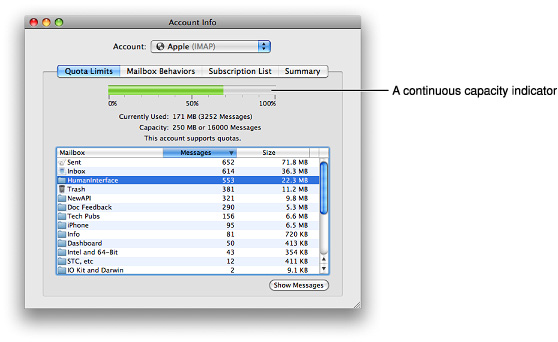 Account Info
Account: Apple (IMAP)
Quota Limits Mailbox Behaviors Subscription List Summary
A continuous capacity indicator
0% 50% 100%
Currently Used: 171 MB (3252 Messages)
Capacity: 250 MB or 16000 Messages
This account supports quotas.
Mailbox Messages Size
Sent 652 71.8 MB
Inbox 614 36.3 MB
HumanInterface 553 22.3 MB
Trash 381 11.2 MB
NewAPI 321 9.8 MB
Doc Feedback 290 5.3 MB
Tech Pubs 156 6.6 MB
iPhone 95 6.5 MB
Info 81 720 KB
Dashboard 50 413 KB
Intel and 64-Bit 43 354 KB
STC, etc 12 211 KB
IO Kit and Darwin 2 9.1 KB
Show Messages